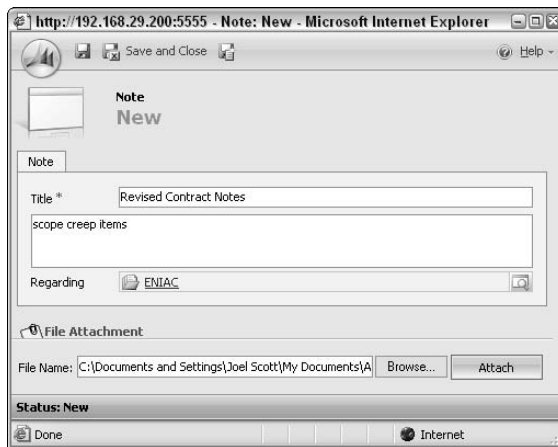 http://192.168.29.200:5555 - Note: New - Microsoft Internet Explorer
Save and Close Help
Note
New
Note
Title * Revised Contract Notes
scope creep items
Regarding ENIAC
File Attachment
File Name: C:\Documents and Settings\Joel Scott\My Documents\A Browse... Attach
Status: New
Done Internet